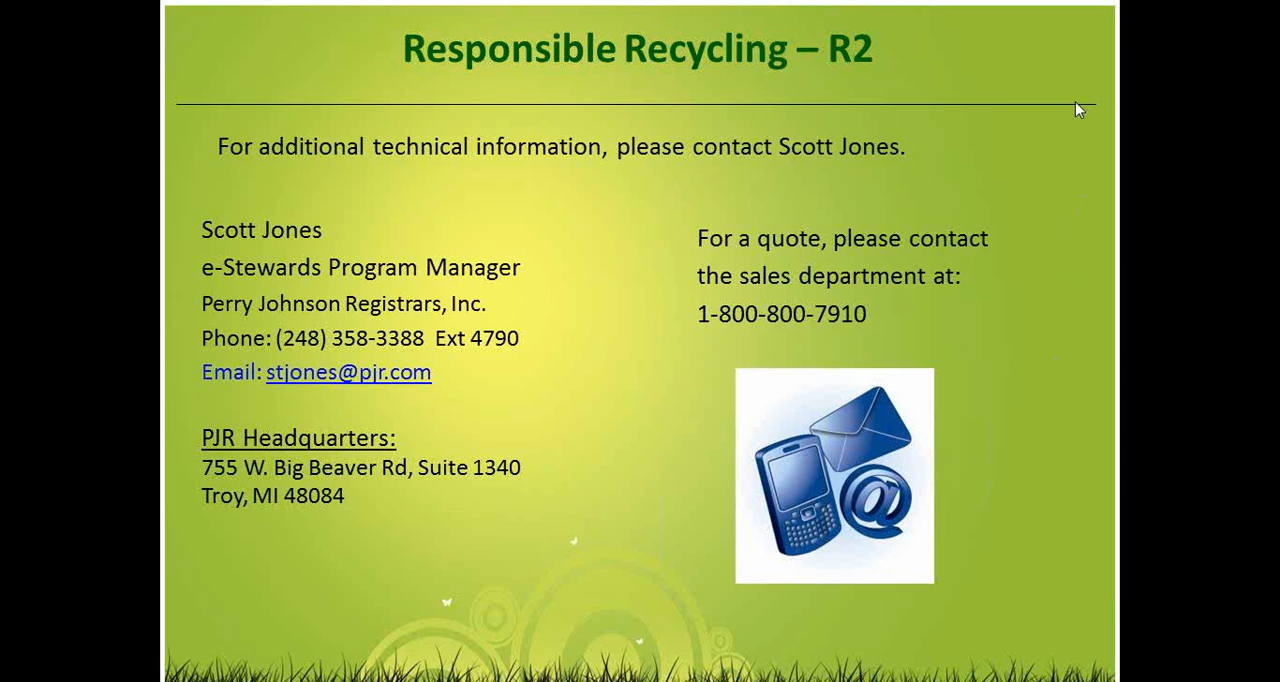 Responsible Recycling – R2
For additional technical information, please contact Scott Jones.
Scott Jones
e-Stewards Program Manager
Perry Johnson Registrars, Inc.
Phone: (248) 358-3388 Ext 4790
Email: stjones@pjr.com
PJR Headquarters:
755 W. Big Beaver Rd, Suite 1340
Troy, MI 48084
For a quote, please contact
the sales department at:
1-800-800-7910
@